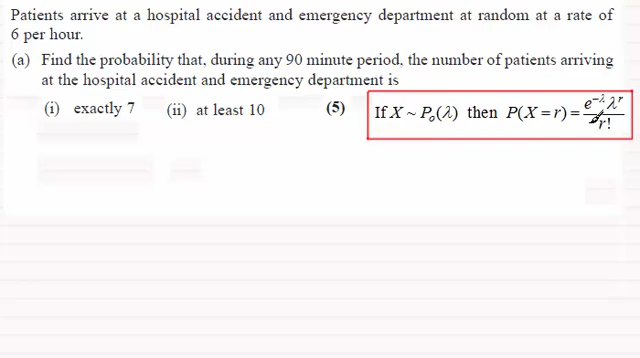 Patients arrive at a hospital accident and emergency department at random at a rate of
6 per hour.
(a) Find the probability that, during any 90 minute period, the number of patients arriving
at the hospital accident and emergency department is
(i) exactly 7 (ii) at least 10 (5)
If X ~ Pₒ(λ) then P(X = r) = e^{-λ} λ^r / r!